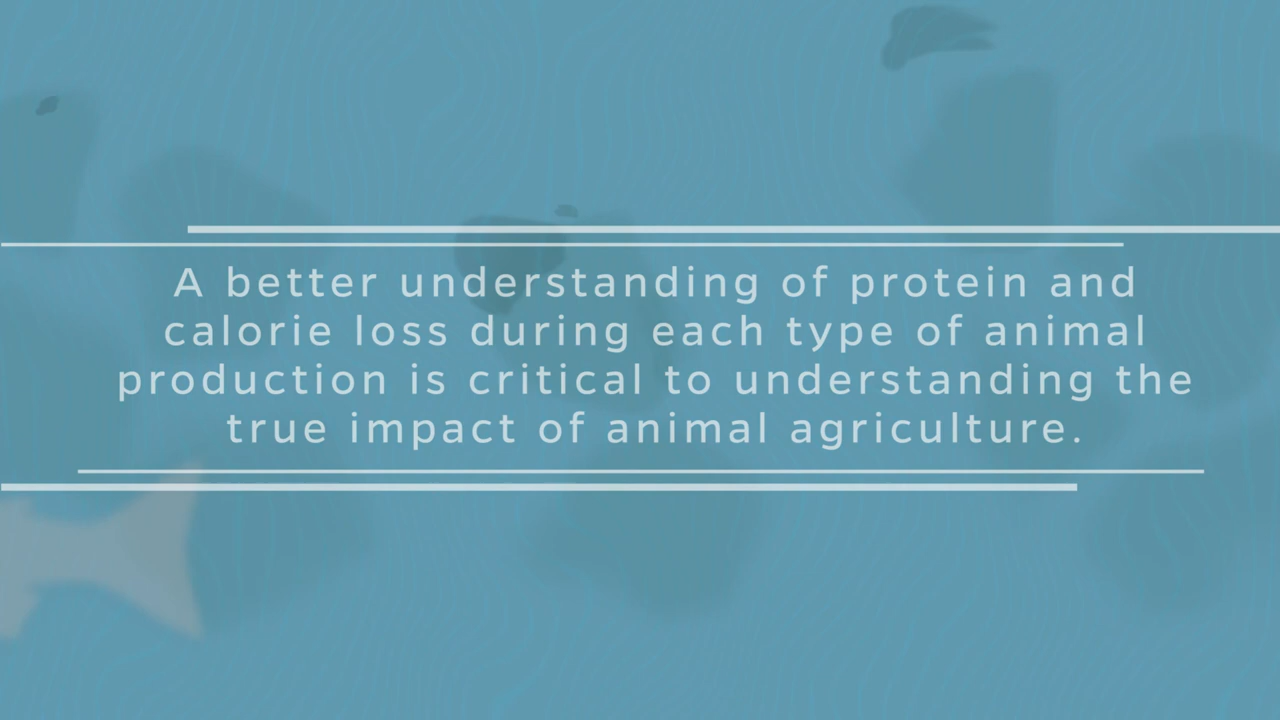 A better understanding of protein and
calorie loss during each type of animal
production is critical to understanding the
true impact of animal agriculture.